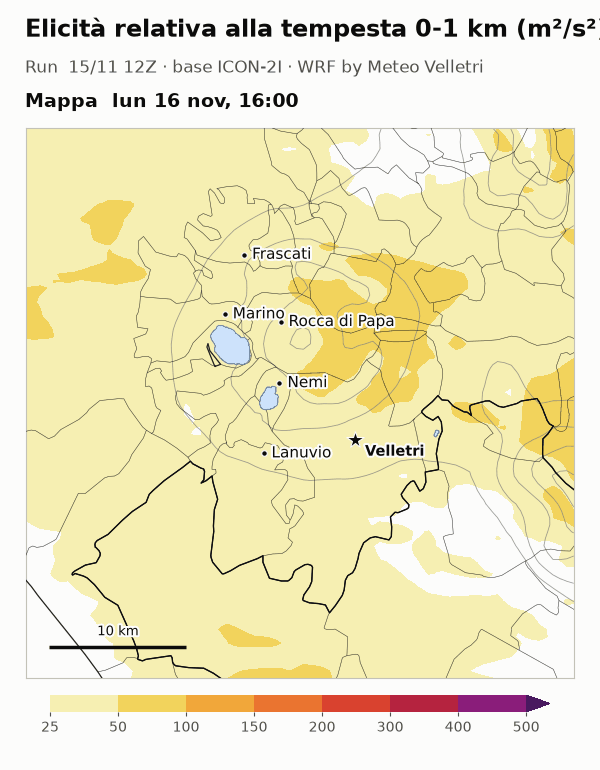 Elicità relativa alla tempesta 0-1 km (m²/s²)
Run  15/11 12Z · base ICON-2I · WRF by Meteo Velletri
Mappa  lun 16 nov, 16:00
Frascati
Marino
Rocca di Papa
Nemi
Velletri
Lanuvio
10 km
25 50 100 150 200 300 400 500